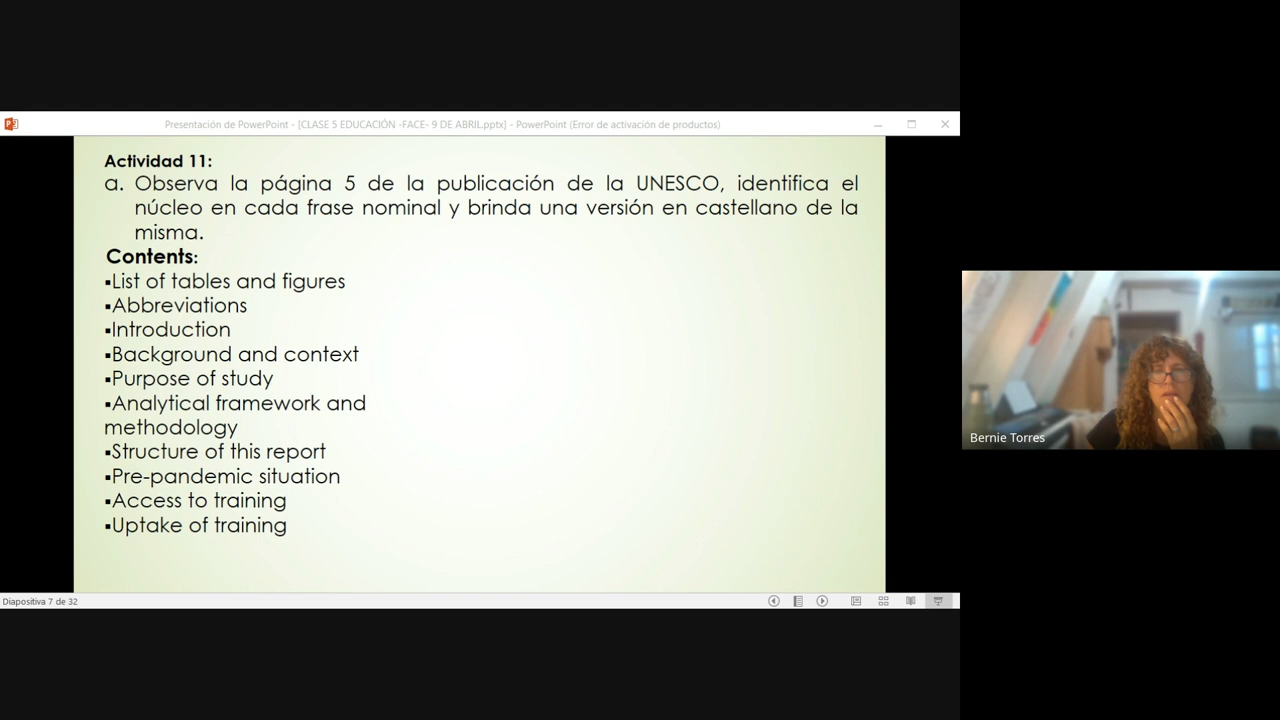 Presentación de PowerPoint - [CLASE 5 EDUCACIÓN -FACE- 9 DE ABRIL.pptx] - PowerPoint (Error de activación de productos)
Actividad 11:
a. Observa la página 5 de la publicación de la UNESCO, identifica el
núcleo en cada frase nominal y brinda una versión en castellano de la
misma.
Contents:
▪List of tables and figures
▪Abbreviations
▪Introduction
▪Background and context
▪Purpose of study
▪Analytical framework and
methodology
▪Structure of this report
▪Pre-pandemic situation
▪Access to training
▪Uptake of training
Diapositiva 7 de 32
Bernie Torres